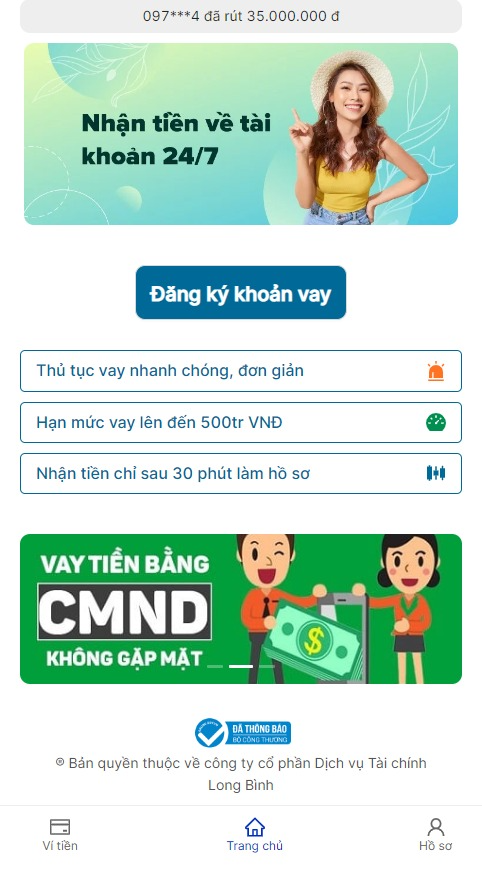 097***4 đã rút 35.000.000 đ
Nhận tiền về tài
khoản 24/7
Đăng ký khoản vay
Thủ tục vay nhanh chóng, đơn giản
Hạn mức vay lên đến 500tr VNĐ
Nhận tiền chỉ sau 30 phút làm hồ sơ
VAY TIỀN BẰNG
CMND
KHÔNG GẶP MẶT
ĐÃ THÔNG BÁO
BỘ CÔNG THƯƠNG
® Bản quyền thuộc về công ty cổ phần Dịch vụ Tài chính
Long Bình
Ví tiền
Trang chủ
Hồ sơ